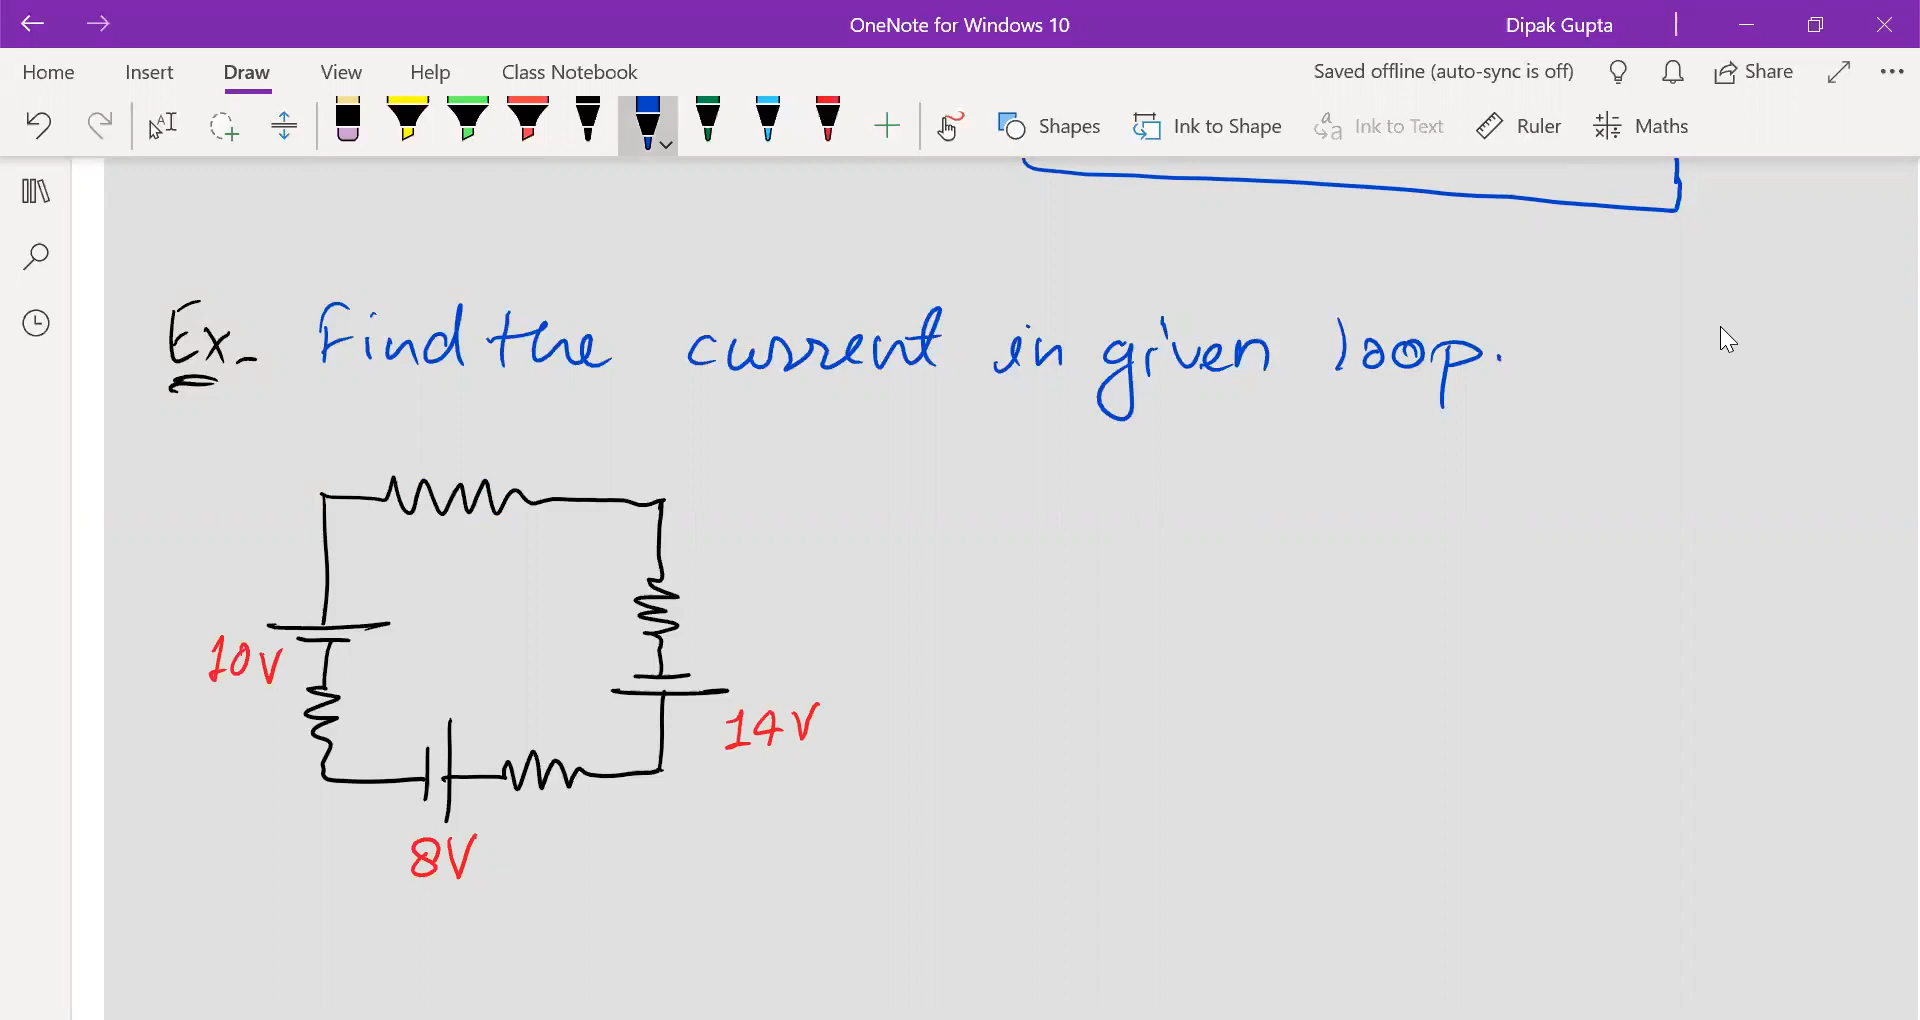 OneNote for Windows 10
Dipak Gupta
Home Insert Draw View Help Class Notebook
Saved offline (auto-sync is off) Share
Shapes Ink to Shape Ink to Text Ruler Maths
Ex- Find the current in given loop.
10V
14V
8V